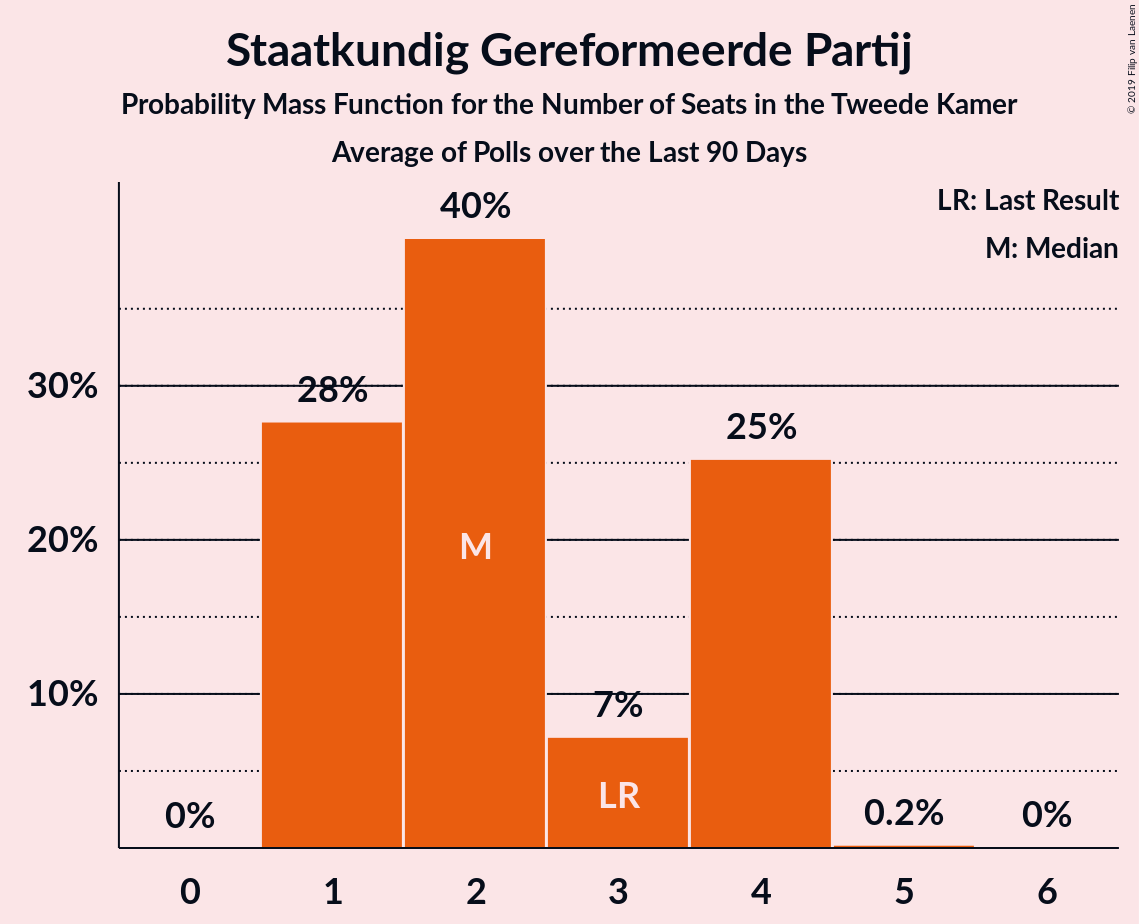 Staatkundig Gereformeerde Partij
Probability Mass Function for the Number of Seats in the Tweede Kamer
Average of Polls over the Last 90 Days
© 2019 Filip van Laenen
LR: Last Result
M: Median
40%
30%
28%
25%
20%
M
10%
7%
LR
0%
0.2%
0%
0 1 2 3 4 5 6